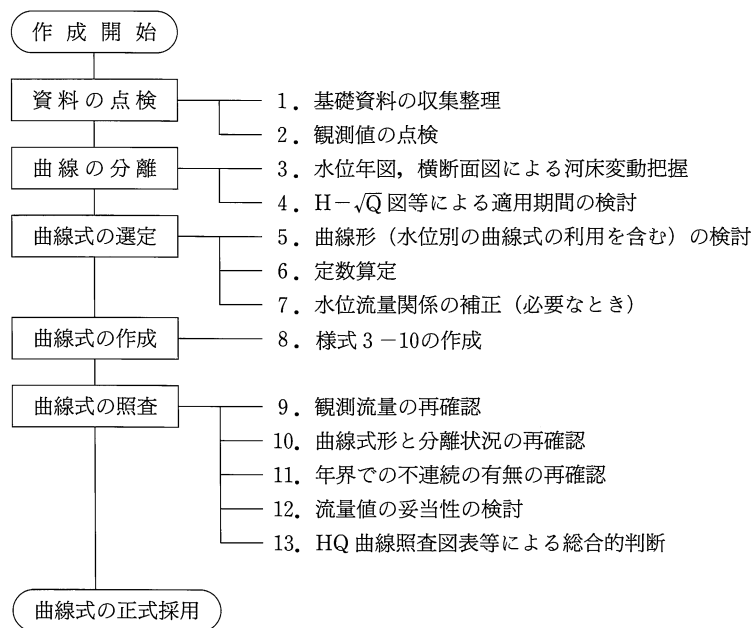 作成開始
資料の点検
1．基礎資料の収集整理
2．観測値の点検
曲線の分離
3．水位年図，横断面図による河床変動把握
4．H－√Q 図等による適用期間の検討
曲線式の選定
5．曲線形（水位別の曲線式の利用を含む）の検討
6．定数算定
7．水位流量関係の補正（必要なとき）
曲線式の作成
8．様式3－10の作成
曲線式の照査
9．観測流量の再確認
10．曲線式形と分離状況の再確認
11．年界での不連続の有無の再確認
12．流量値の妥当性の検討
13．HQ 曲線照査図表等による総合的判断
曲線式の正式採用